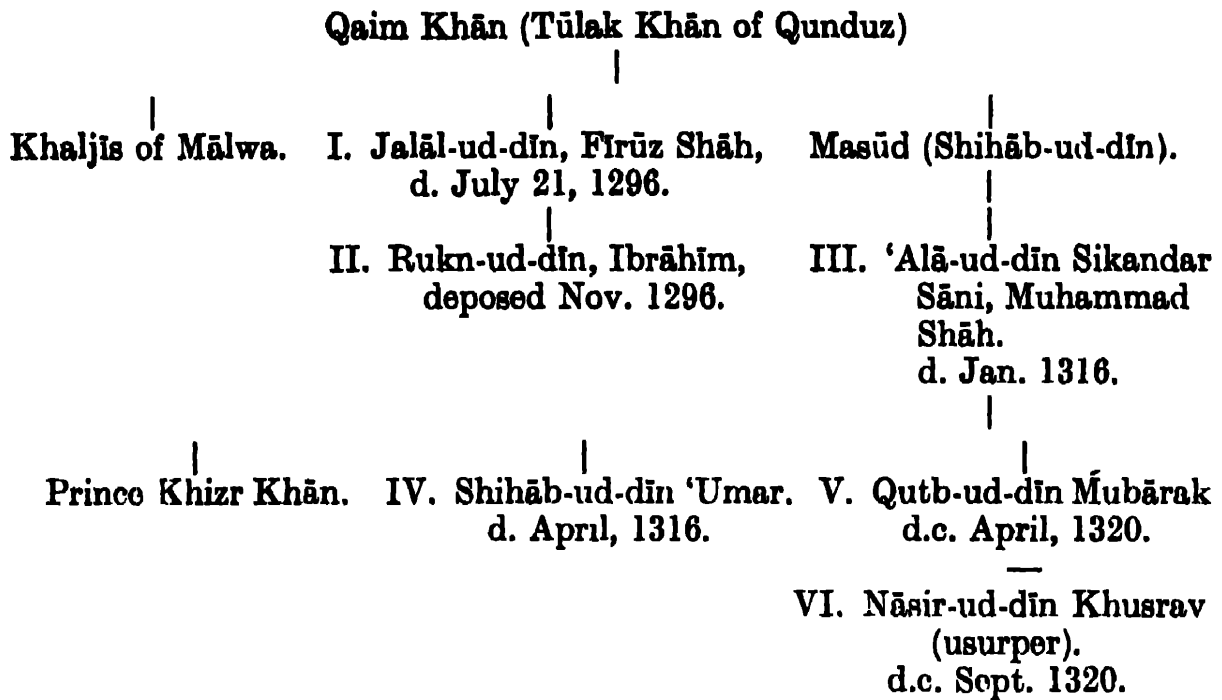 Qaim Khān (Tūlak Khān of Qunduz)
Khaljīs of Mālwa. I. Jalāl-ud-dīn, Fīrūz Shāh, Masūd (Shihāb-ud-dīn).
d. July 21, 1296.
II. Rukn-ud-dīn, Ibrāhīm, III. ‘Alā-ud-dīn Sikandar
deposed Nov. 1296. Sāni, Muhammad
Shāh.
d. Jan. 1316.
Prince Khizr Khān. IV. Shihāb-ud-dīn ‘Umar. V. Qutb-ud-dīn Mubārak
d. April, 1316. d.c. April, 1320.
VI. Nāsir-ud-dīn Khusrav
(usurper).
d.c. Sept. 1320.